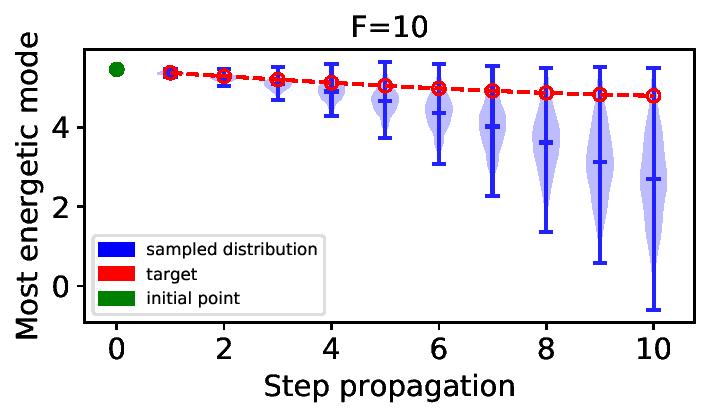 F=10
Most energetic mode
4
2
0
sampled distribution
target
initial point
0 2 4 6 8 10
Step propagation